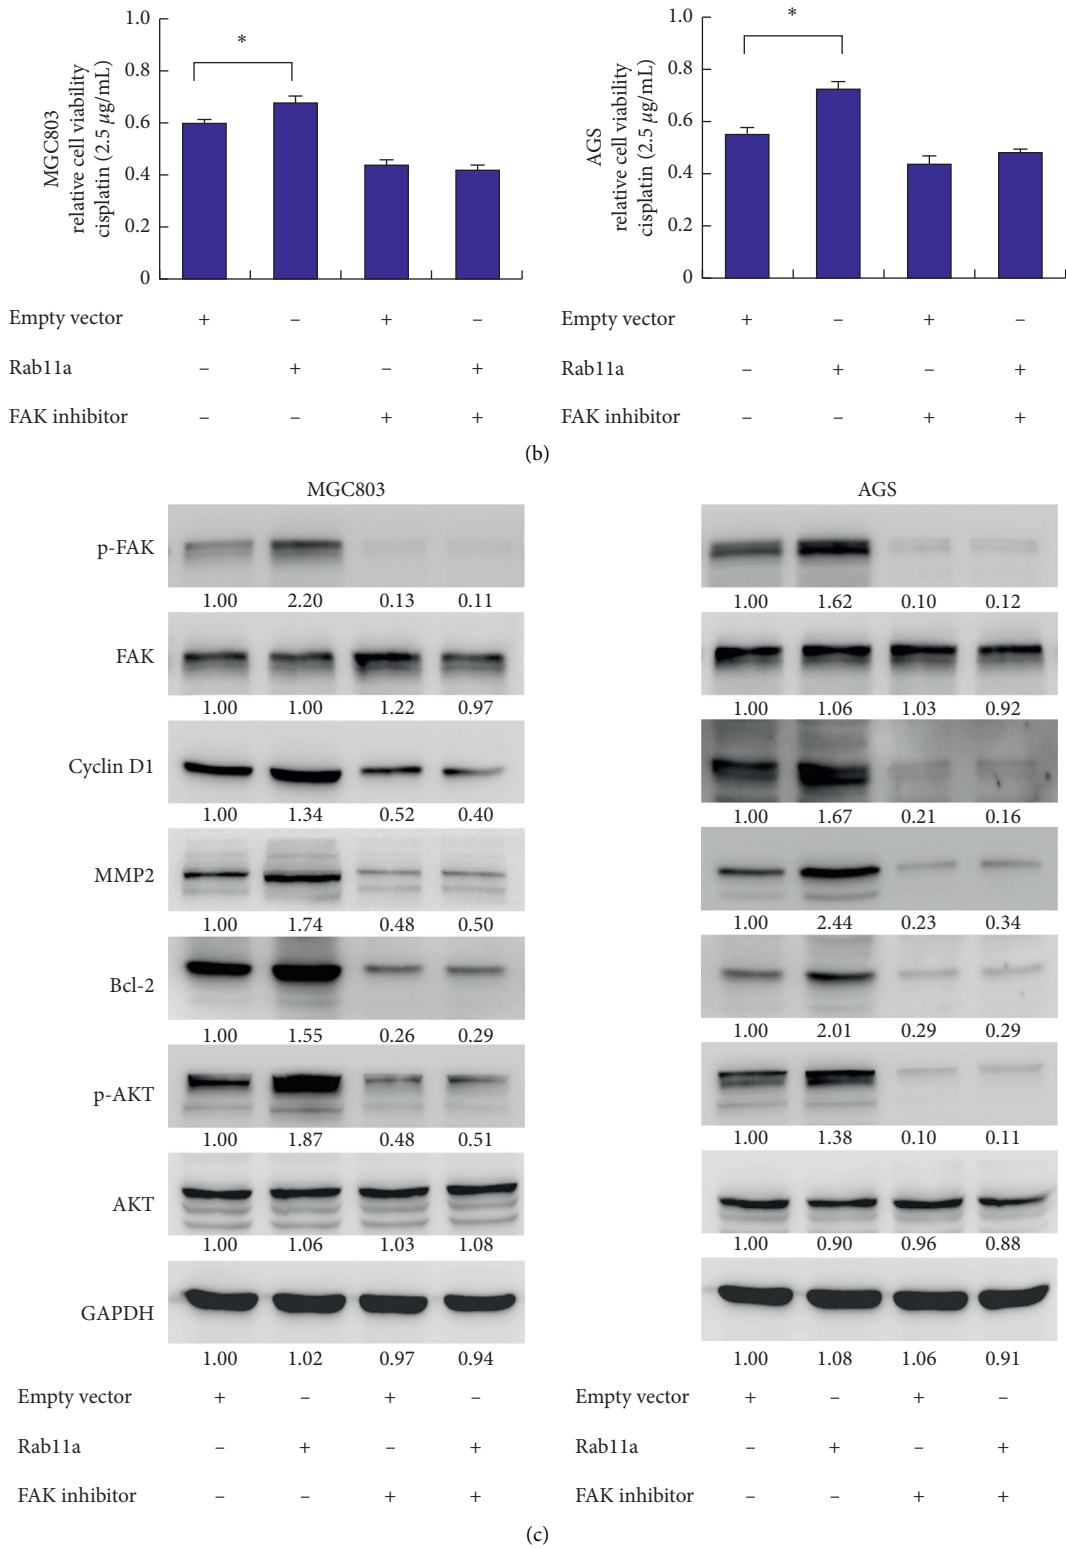 MGC803
relative cell viability
cisplatin (2.5 μg/mL)
1.0
0.8
0.6
0.4
0.2
0
*
Empty vector + – + –
Rab11a – + – +
FAK inhibitor – – + +
AGS
relative cell viability
cisplatin (2.5 μg/mL)
1.0
0.8
0.6
0.4
0.2
0
*
Empty vector + – + –
Rab11a – + – +
FAK inhibitor – – + +
(b)
MGC803
p-FAK
1.00 2.20 0.13 0.11
FAK
1.00 1.00 1.22 0.97
Cyclin D1
1.00 1.34 0.52 0.40
MMP2
1.00 1.74 0.48 0.50
Bcl-2
1.00 1.55 0.26 0.29
p-AKT
1.00 1.87 0.48 0.51
AKT
1.00 1.06 1.03 1.08
GAPDH
1.00 1.02 0.97 0.94
Empty vector + – + –
Rab11a – + – +
FAK inhibitor – – + +
AGS
1.00 1.62 0.10 0.12
1.00 1.06 1.03 0.92
1.00 1.67 0.21 0.16
1.00 2.44 0.23 0.34
1.00 2.01 0.29 0.29
1.00 1.38 0.10 0.11
1.00 0.90 0.96 0.88
1.00 1.08 1.06 0.91
Empty vector + – + –
Rab11a – + – +
FAK inhibitor – – + +
(c)